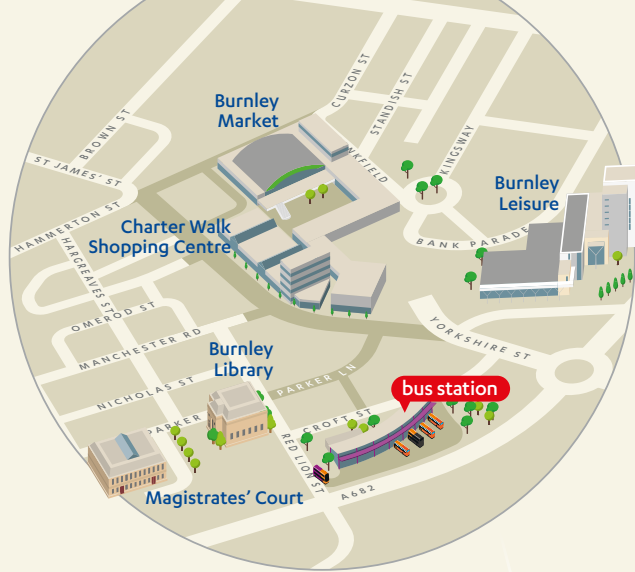 CURZON ST
STANDISH ST
Burnley
Market
BROWN ST
KINGSWAY
ST JAMES' ST
Burnley
Leisure
HAMMERTON ST
Charter Walk
Shopping Centre
BANK PARADE
HARGREAVES ST
OMEROD ST
YORKSHIRE ST
MANCHESTER RD
Burnley
Library
NICHOLAS ST
PARKER LN
bus station
PARKER
CROFT ST
RED LION ST
Magistrates' Court
A682